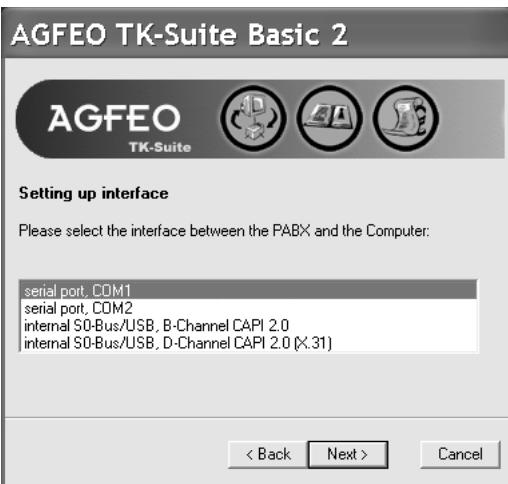 AGFEO TK-Suite Basic 2
AGFEO
TK-Suite
Setting up interface
Please select the interface between the PABX and the Computer:
serial port, COM1
serial port, COM2
internal S0-Bus/USB, B-Channel CAPI 2.0
internal S0-Bus/USB, D-Channel CAPI 2.0 (X.31)
< Back Next > Cancel